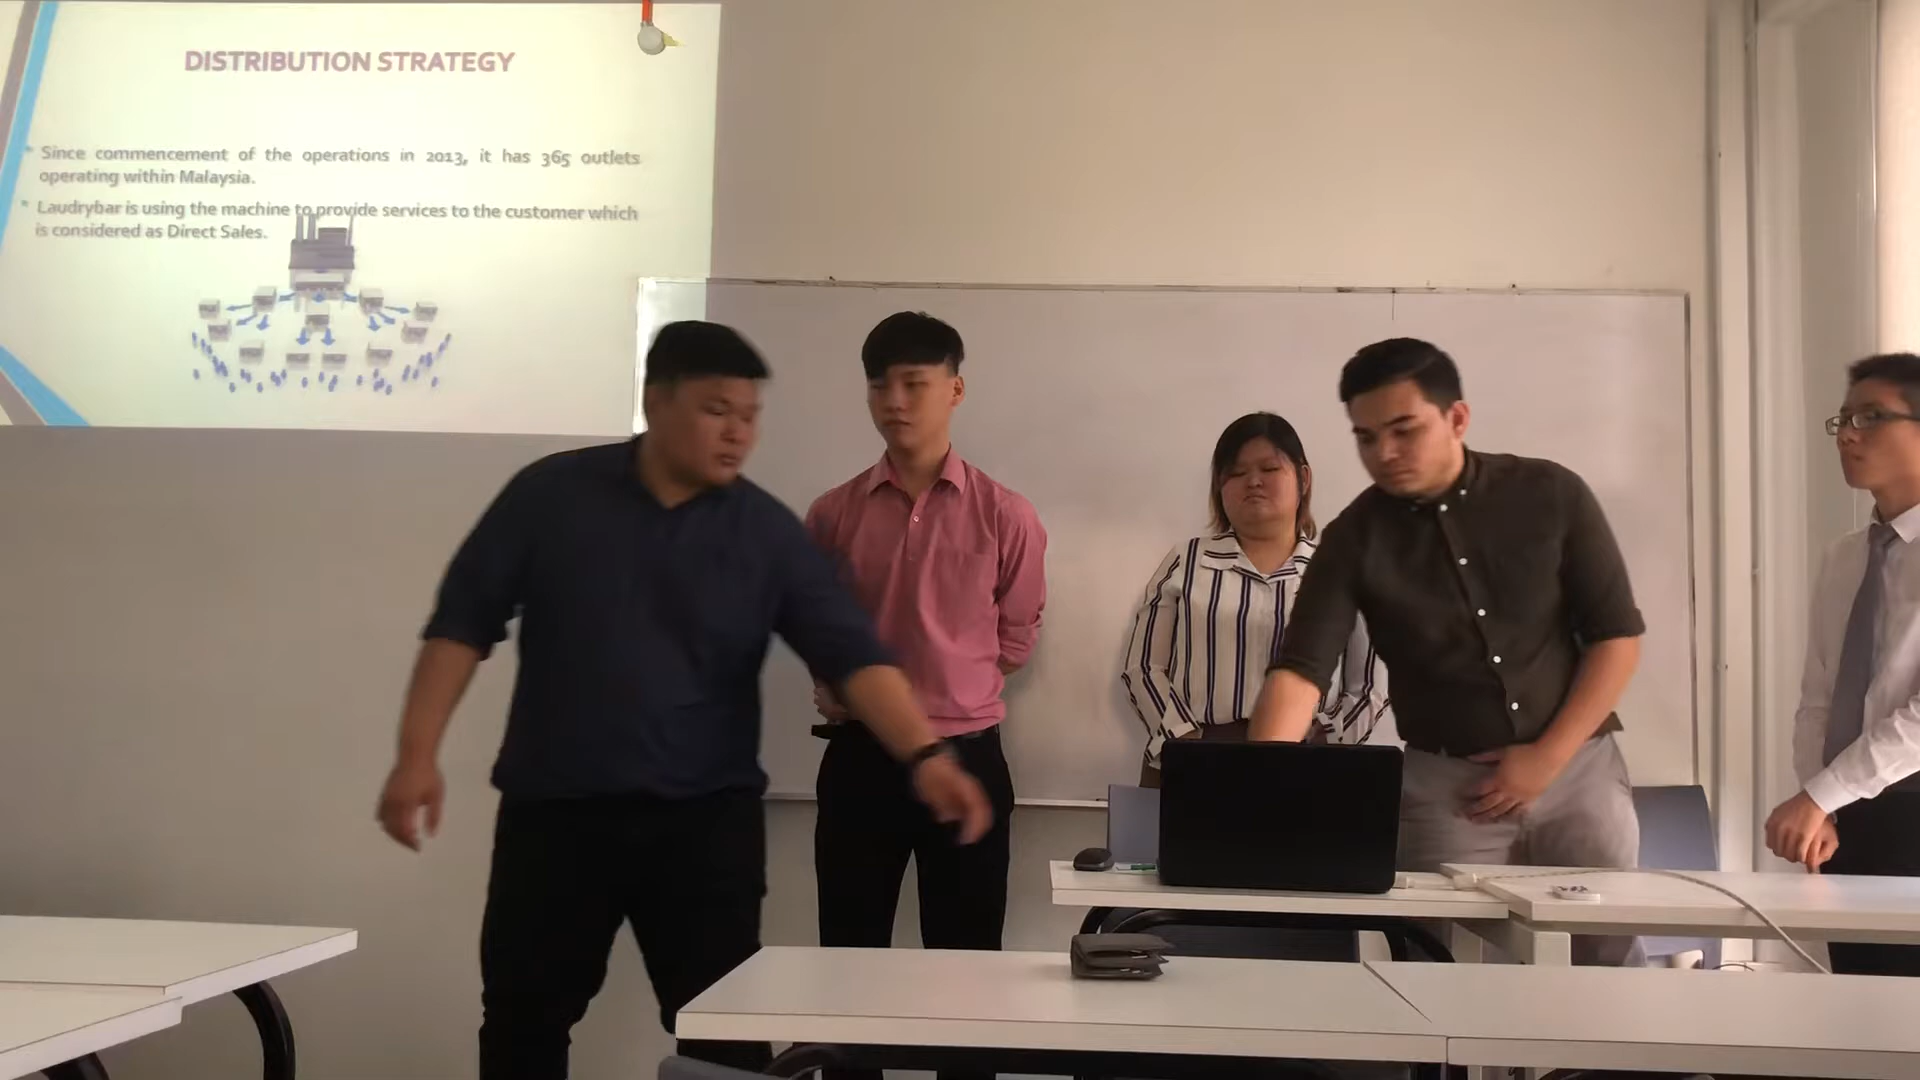 DISTRIBUTION STRATEGY
* Since commencement of the operations in 2013, it has 365 outlets
operating within Malaysia.
* Laudrybar is using the machine to provide services to the customer which
is considered as Direct Sales.